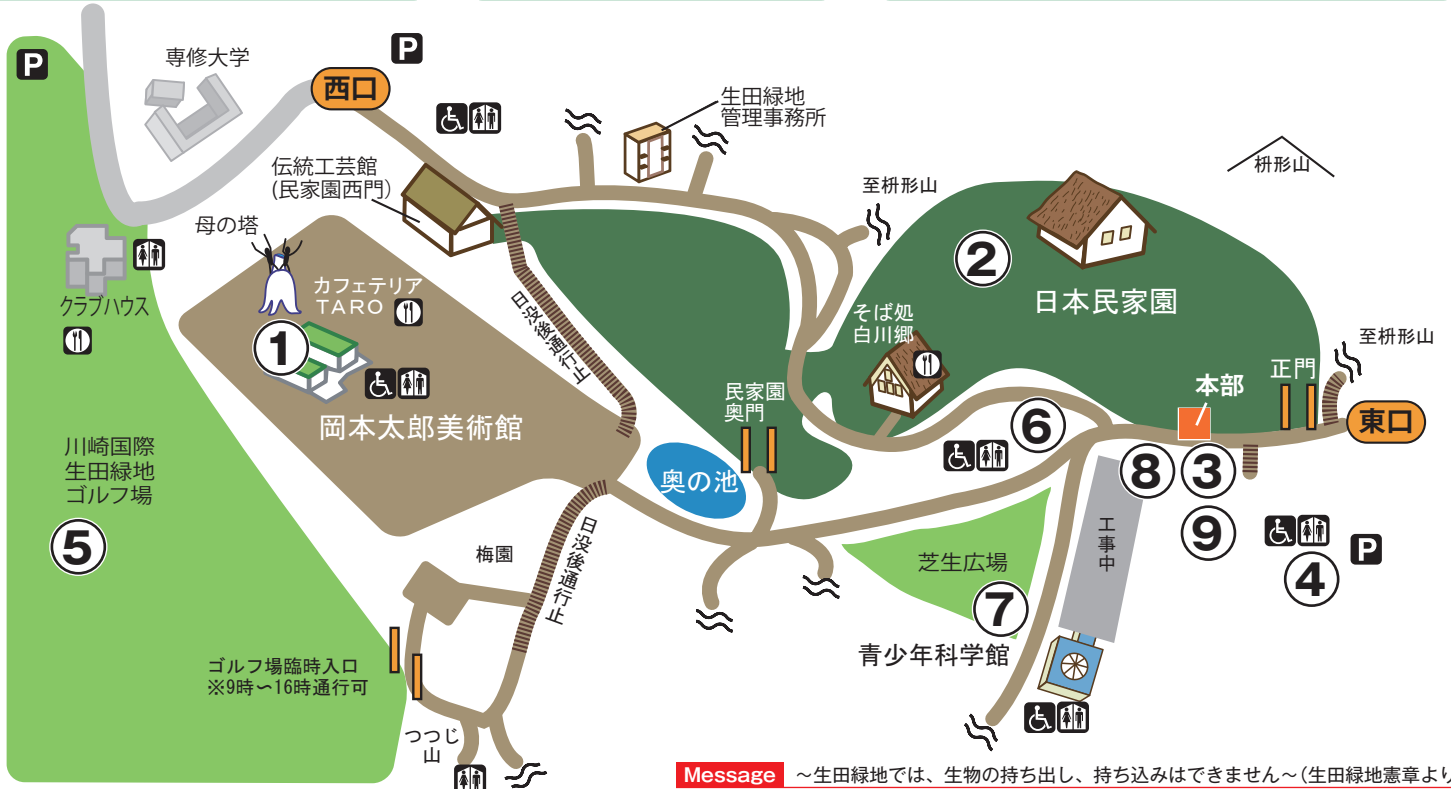 P
専修大学
西口
P
生田緑地
管理事務所
枡形山
伝統工芸館
(民家園西門)
至枡形山
母の塔
カフェテリア
TARO
②
日本民家園
クラブハウス
①
日没後通行止
そば処
白川郷
至枡形山
正門
本部
東口
岡本太郎美術館
民家園
奥門
⑥
川崎国際
生田緑地
ゴルフ場
奥の池
⑧
③
⑤
梅園
日没後通行止
芝生広場
工事中
⑨
P
④
⑦
青少年科学館
ゴルフ場臨時入口
※9時〜16時通行可
つつじ
山
Message ～生田緑地では、生物の持ち出し、持ち込みはできません～(生田緑地憲章より